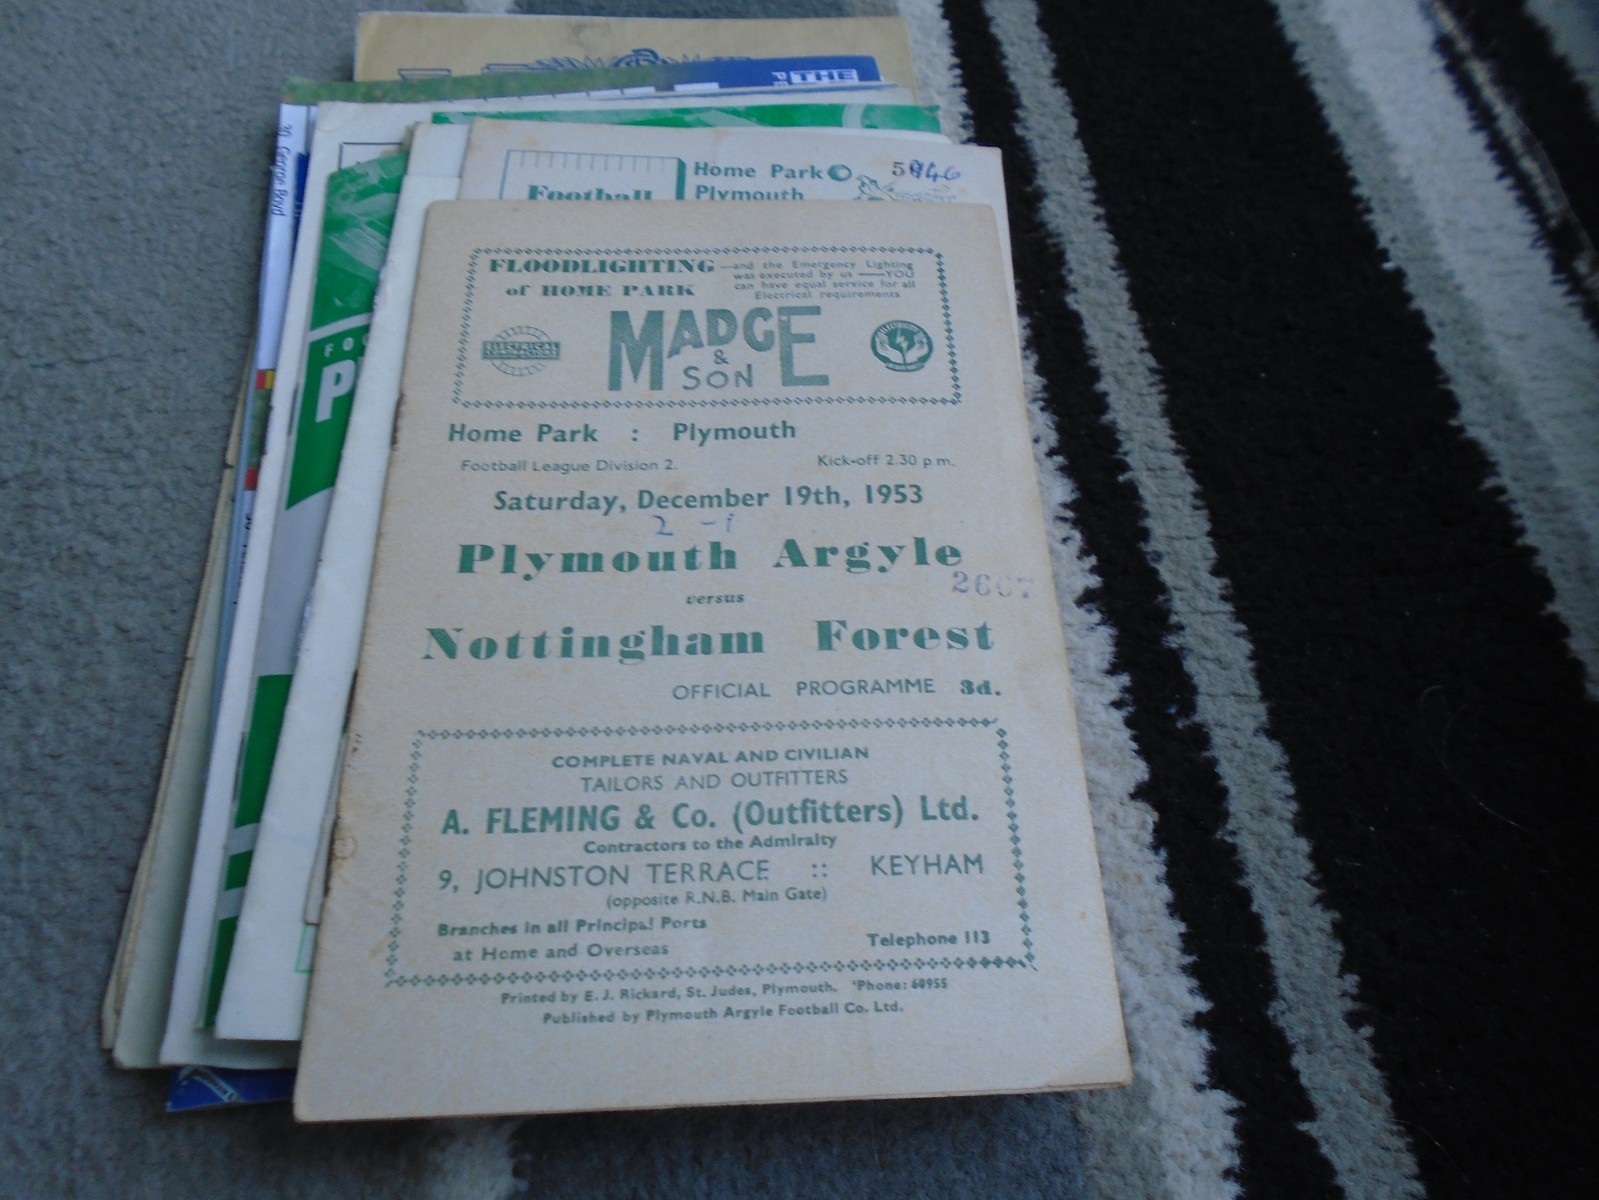 THE
30 George Boyd
Football
Home Park
Plymouth
FLOODLIGHTING
of HOME PARK
—and the Emergency Lighting
was executed by us —YOU
can have equal service for all
Electrical requirements
ELECTRICAL
CONTRACTORS
MADGE
&
SON
Home Park : Plymouth
Football League Division 2.
Kick-off 2.30 p.m.
Saturday, December 19th, 1953
2 - 1
Plymouth Argyle
2667
versus
Nottingham Forest
OFFICIAL PROGRAMME 3d.
COMPLETE NAVAL AND CIVILIAN
TAILORS AND OUTFITTERS
A. FLEMING & Co. (Outfitters) Ltd.
Contractors to the Admiralty
9, JOHNSTON TERRACE :: KEYHAM
(opposite R.N.B. Main Gate)
Branches in all Principal Ports
at Home and Overseas
Telephone 113
Printed by E. J. Rickard, St. Judes, Plymouth. 'Phone: 60955
Published by Plymouth Argyle Football Co. Ltd.